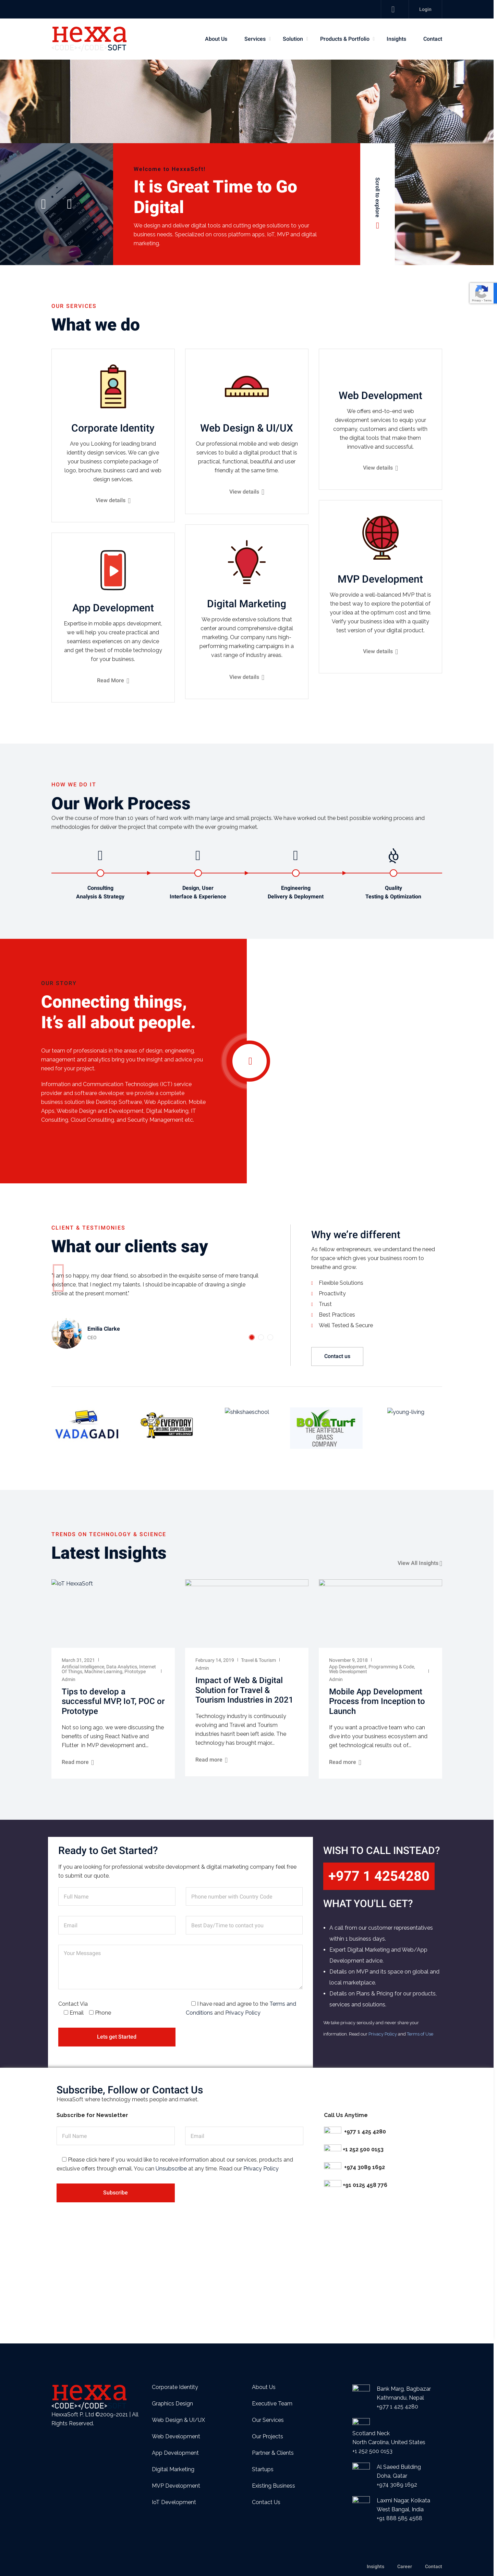 Login
Hexxa
SOFT
About Us
Services
Solution
Products & Portfolio
Insights
Contact
Welcome to HexxaSoft!
It is Great Time to Go
Digital
We design and deliver digital tools and cutting edge solutions to your
business needs. Specialized on cross platform apps, IoT, MVP and digital
marketing.
Scroll to explore
Privacy - Terms
OUR SERVICES
What we do
Corporate Identity
Are you Looking for leading brand
identity design services. We can give
your business complete package of
logo, brochure, business card and web
design services.
View details
Web Design & UI/UX
Our professional mobile and web design
services to build a digital product that is
practical, functional, beautiful and user
friendly at the same time.
View details
Web Development
We offers end-to-end web
development services to equip your
company, customers and clients with
the digital tools that make them
innovative and successful.
View details
App Development
Expertise in mobile apps development,
we will help you create practical and
seamless experiences on any device
and get the best of mobile technology
for your business.
Read More
Digital Marketing
We provide extensive solutions that
center around comprehensive digital
marketing. Our company runs high-
performing marketing campaigns in a
vast range of industry areas.
View details
MVP Development
We provide a well-balanced MVP that is
the best way to explore the potential of
your idea at the optimum cost and time.
Verify your business idea with a quality
test version of your digital product.
View details
HOW WE DO IT
Our Work Process
Over the course of more than 10 years of hard work with many large and small projects, We have worked out the best possible working process and
methodologies for deliver the project that compete with the ever growing market.
Consulting
Analysis & Strategy
Design, User
Interface & Experience
Engineering
Delivery & Deployment
Quality
Testing & Optimization
OUR STORY
Connecting things,
It's all about people.
Our team of professionals in the areas of design, engineering,
management and analytics bring you the insight and advice you
need for your project.
Information and Communication Technologies (ICT) service
provider and software developer, we provide a complete
business solution like Desktop Software, Web Application, Mobile
Apps, Website Design and Development, Digital Marketing, IT
Consulting, Cloud Consulting, and Security Management etc.
CLIENT & TESTIMONIES
What our clients say
"I am so happy, my dear friend, so absorbed in the exquisite sense of mere tranquil
existence, that I neglect my talents. I should be incapable of drawing a single
stroke at the present moment"
Emilia Clarke
CEO
Why we're different
As fellow entrepreneurs, we understand the need
for space which gives your business room to
breathe and grow.
Flexible Solutions
Proactivity
Trust
Best Practices
Well Tested & Secure
Contact us
VADAGADI
EVERYDAY
shikshaeschool
BOTATurf
THE ARTIFICIAL
GRASS
COMPANY
young-living
TRENDS ON TECHNOLOGY & SCIENCE
Latest Insights
View All Insights
IoT HexxaSoft
March 21, 2021
Artificial Intelligence, Data Analytics, Internet
Of Things, Machine Learning, Prototype
Admin
Tips to develop a
successful MVP, IoT, POC or
Prototype
Not so long ago, we were discussing the
benefits of using React Native and
Flutter in MVP development and...
Read more
February 14, 2019
Travel & Tourism
Admin
Impact of Web & Digital
Solution for Travel &
Tourism Industries in 2021
Technology industry is continuously
evolving and Travel and Tourism
industries hasn't been left aside. The
technology has brought major...
Read more
November 9, 2018
App Development, Programming & Code,
Web Development
Admin
Mobile App Development
Process from Inception to
Launch
If you want a practice team who can
dive into your business ecosystem and
get technological results out of...
Read more
Ready to Get Started?
If you are looking for professional website development & digital marketing company feel free
to submit our quote.
Full Name
Phone number with Country Code
Email
Best Day/Time to contact you
Your Messages
Contact Via
Email
Phone
I have read and agree to the Terms and
Conditions and Privacy Policy
Lets get Started
WISH TO CALL INSTEAD?
+977 1 4254280
WHAT YOU'LL GET?
A call from our customer representatives
within 1 business days.
Expert Digital Marketing and Web/App
Development advice.
Details on MVP and its space on global and
local marketplace.
Details on Plans & Pricing for our products,
services and solutions.
We take privacy seriously and never share your
information. Read our Privacy Policy and Terms of Use.
Subscribe, Follow or Contact Us
HexxaSoft where technology meets people and market.
Subscribe for Newsletter
Full Name
Email
Please click here if you would like to receive information about our services, products and
exclusive offers through email. You can Unsubscribe at any time. Read our Privacy Policy
Subscribe
Call Us Anytime
+977 1 425 4280
+1 252 500 0153
+974 3089 1692
+91 0125 458 776
Hexxa
<CODE></CODE>
HexxaSoft P. Ltd ©2009-2021 | All
Rights Reserved.
Corporate Identity
Graphics Design
Web Design & UI/UX
Web Development
App Development
Digital Marketing
MVP Development
IoT Development
About Us
Executive Team
Our Services
Our Projects
Partner & Clients
Startups
Existing Business
Contact Us
Bank Marg, Bagbazar
Kathmandu, Nepal
+977 1 425 4280
Scotland Neck
North Carolina, United States
+1 252 500 0153
Al Saeed Building
Doha, Qatar
+974 3089 1692
Laxmi Nagar, Kolkata
West Bangal, India
+91 888 585 4568
Insights
Career
Contact